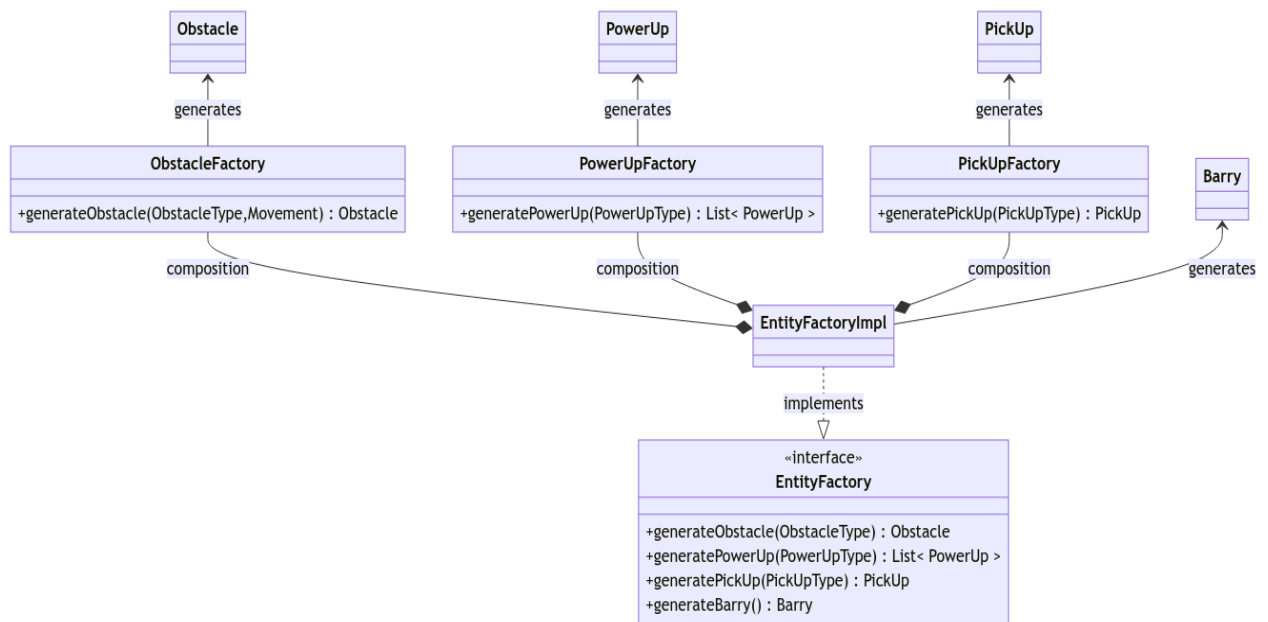 Obstacle
PowerUp
PickUp
generates
generates
generates
ObstacleFactory
+generateObstacle(ObstacleType,Movement) : Obstacle
PowerUpFactory
+generatePowerUp(PowerUpType) : List< PowerUp >
PickUpFactory
+generatePickUp(PickUpType) : PickUp
Barry
composition
composition
composition
generates
EntityFactoryImpl
implements
«interface»
EntityFactory
+generateObstacle(ObstacleType) : Obstacle
+generatePowerUp(PowerUpType) : List< PowerUp >
+generatePickUp(PickUpType) : PickUp
+generateBarry() : Barry